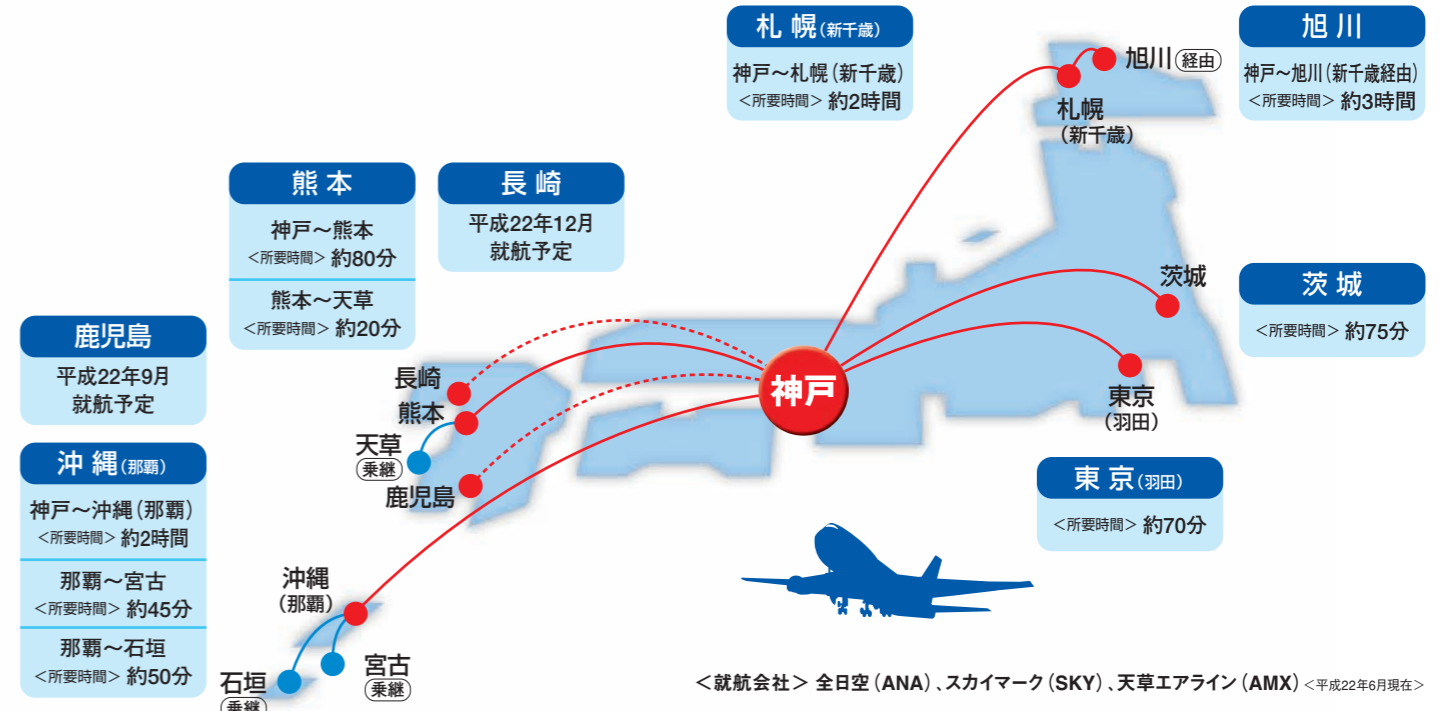 札幌(新千歳)
神戸〜札幌(新千歳)
<所要時間> 約2時間
旭川
神戸〜旭川(新千歳経由)
<所要時間> 約3時間
旭川 経由
札幌
(新千歳)
熊本
神戸〜熊本
<所要時間> 約80分
熊本〜天草
<所要時間> 約20分
長崎
平成22年12月
就航予定
茨城
茨城
<所要時間> 約75分
鹿児島
平成22年9月
就航予定
長崎
熊本
天草
乗継
鹿児島
神戸
東京
(羽田)
東京(羽田)
<所要時間> 約70分
沖縄(那覇)
神戸〜沖縄(那覇)
<所要時間> 約2時間
那覇〜宮古
<所要時間> 約45分
那覇〜石垣
<所要時間> 約50分
沖縄
(那覇)
宮古
乗継
石垣
乗継
<就航会社> 全日空(ANA)、スカイマーク(SKY)、天草エアライン(AMX) <平成22年6月現在>